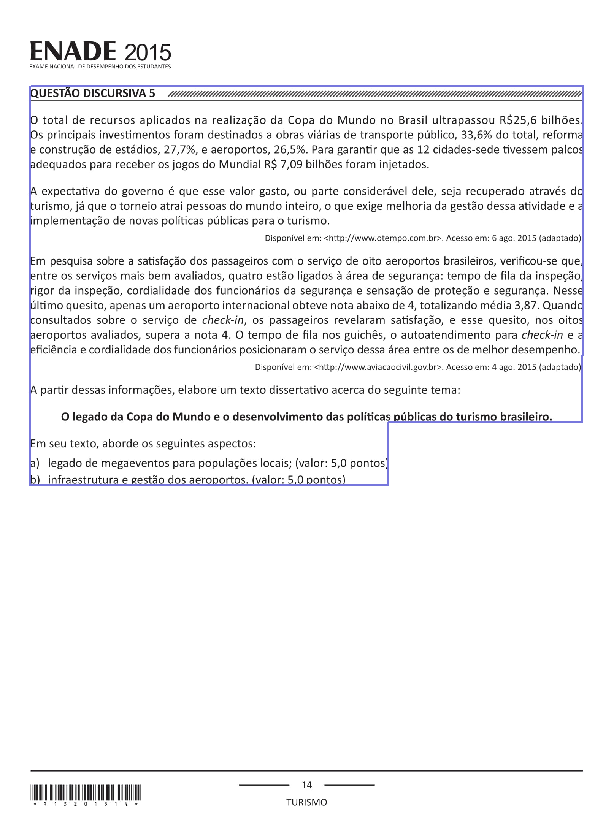 ENADE 2015
EXAME NACIONAL DE DESEMPENHO DOS ESTUDANTES
QUESTÃO DISCURSIVA 5
O total de recursos aplicados na realização da Copa do Mundo no Brasil ultrapassou R$25,6 bilhões.
Os principais investimentos foram destinados a obras viárias de transporte público, 33,6% do total, reforma
e construção de estádios, 27,7%, e aeroportos, 26,5%. Para garantir que as 12 cidades-sede tivessem palcos
adequados para receber os jogos do Mundial R$ 7,09 bilhões foram injetados.
A expectativa do governo é que esse valor gasto, ou parte considerável dele, seja recuperado através do
turismo, já que o torneio atrai pessoas do mundo inteiro, o que exige melhoria da gestão dessa atividade e a
implementação de novas políticas públicas para o turismo.
Disponível em: <http://www.otempo.com.br>. Acesso em: 6 ago. 2015 (adaptado)
Em pesquisa sobre a satisfação dos passageiros com o serviço de oito aeroportos brasileiros, verificou-se que,
entre os serviços mais bem avaliados, quatro estão ligados à área de segurança: tempo de fila da inspeção,
rigor da inspeção, cordialidade dos funcionários da segurança e sensação de proteção e segurança. Nesse
último quesito, apenas um aeroporto internacional obteve nota abaixo de 4, totalizando média 3,87. Quando
consultados sobre o serviço de check-in, os passageiros revelaram satisfação, e esse quesito, nos oitos
aeroportos avaliados, supera a nota 4. O tempo de fila nos guichês, o autoatendimento para check-in e a
eficiência e cordialidade dos funcionários posicionaram o serviço dessa área entre os de melhor desempenho.
Disponível em: <http://www.aviacaocivil.gov.br>. Acesso em: 4 ago. 2015 (adaptado)
A partir dessas informações, elabore um texto dissertativo acerca do seguinte tema:
O legado da Copa do Mundo e o desenvolvimento das políticas públicas do turismo brasileiro.
Em seu texto, aborde os seguintes aspectos:
a) legado de megaeventos para populações locais; (valor: 5,0 pontos)
b) infraestrutura e gestão dos aeroportos. (valor: 5,0 pontos)
14
TURISMO